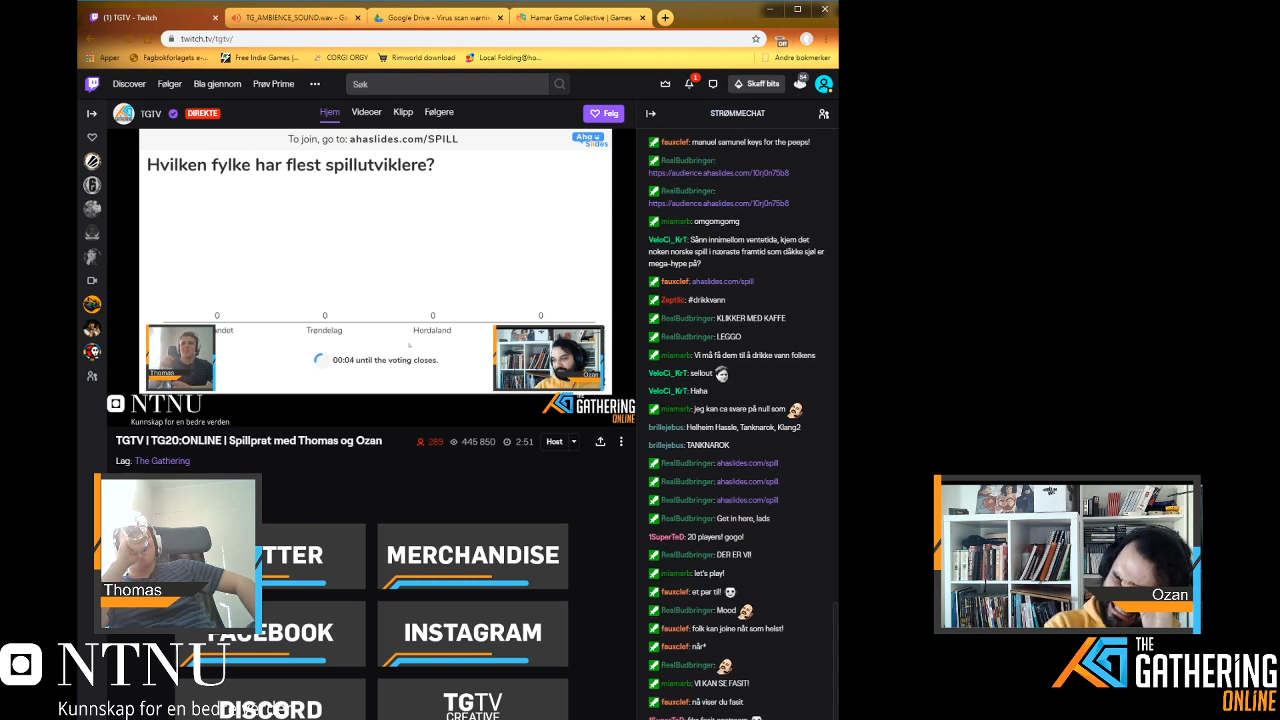 (1) TGTV - Twitch
TG_AMBIENCE_SOUND.wav - Go
Google Drive - Virus scan warni
Hamar Game Collective | Games
twitch.tv/tgtv/
Apper
Fagbokforlagets e-...
Free Indie Games |...
CORGI ORGY
Rimworld download
Local Folding@ho...
Andre bokmerker
Discover
Følger
Bla gjennom
Prøv Prime
Søk
1
Skaff bits
54
TGTV
DIREKTE
Hjem
Videoer
Klipp
Følgere
Følg
STRØMMECHAT
To join, go to: ahaslides.com/SPILL
Aha
Slides
Hvilken fylke har flest spillutviklere?
0
0
0
0
Trøndelag
Hordaland
00:04 until the voting closes.
Thomas
Ozan
NTNU
Kunnskap for en bedre verden
THE
GATHERING
ONLINE
TGTV | TG20:ONLINE | Spillprat med Thomas og Ozan
289
445 850
2:51
Host
Lag: The Gathering
MERCHANDISE
INSTAGRAM
TGTV
CREATIVE
DISCORD
fauxclef: manuel samunel keys for the peeps!
RealBudbringer:
https://audience.ahaslides.com/10rj0n75b8
RealBudbringer:
https://audience.ahaslides.com/10rj0n75b8
miamarb: omgomgomg
VeloCi_KrT: Sånn innimellom ventetida, kjem det
noken norske spill i næraste framtid som dåkke sjøl er
mega-hype på?
fauxclef: ahaslides.com/spill
Zeptlic: #drikkvann
RealBudbringer: KLIKKER MED KAFFE
RealBudbringer: LEGGO
miamarb: Vi må få dem til å drikke vann folkens
VeloCi_KrT: sellout
VeloCi_KrT: Haha
miamarb: jeg kan ca svare på null som
brillejebus: Helheim Hassle, Tanknarok, Klang2
brillejebus: TANKNAROK
RealBudbringer: ahaslides.com/spill
RealBudbringer: ahaslides.com/spill
RealBudbringer: ahaslides.com/spill
RealBudbringer: Get in here, lads
1SuperTeD: 20 players! gogo!
RealBudbringer: DER ER VI!
miamarb: let's play!
fauxclef: et par til!
RealBudbringer: Mood
fauxclef: folk kan joine nåt som helst!
fauxclef: når*
RealBudbringer:
miamarb: VI KAN SE FASIT!
fauxclef: nå viser du fasit
Thomas
NTNU
Kunnskap for en bedre verden
Ozan
THE
GATHERING
ONLINE